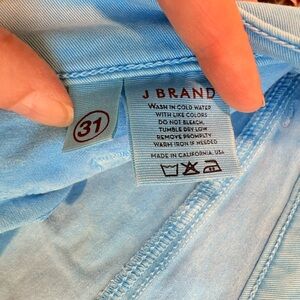 31
J BRAND
WASH IN COLD WATER
WITH LIKE COLORS
DO NOT BLEACH,
TUMBLE DRY LOW
REMOVE PROMPTLY
WARM IRON IF NEEDED
MADE IN CALIFORNIA, USA